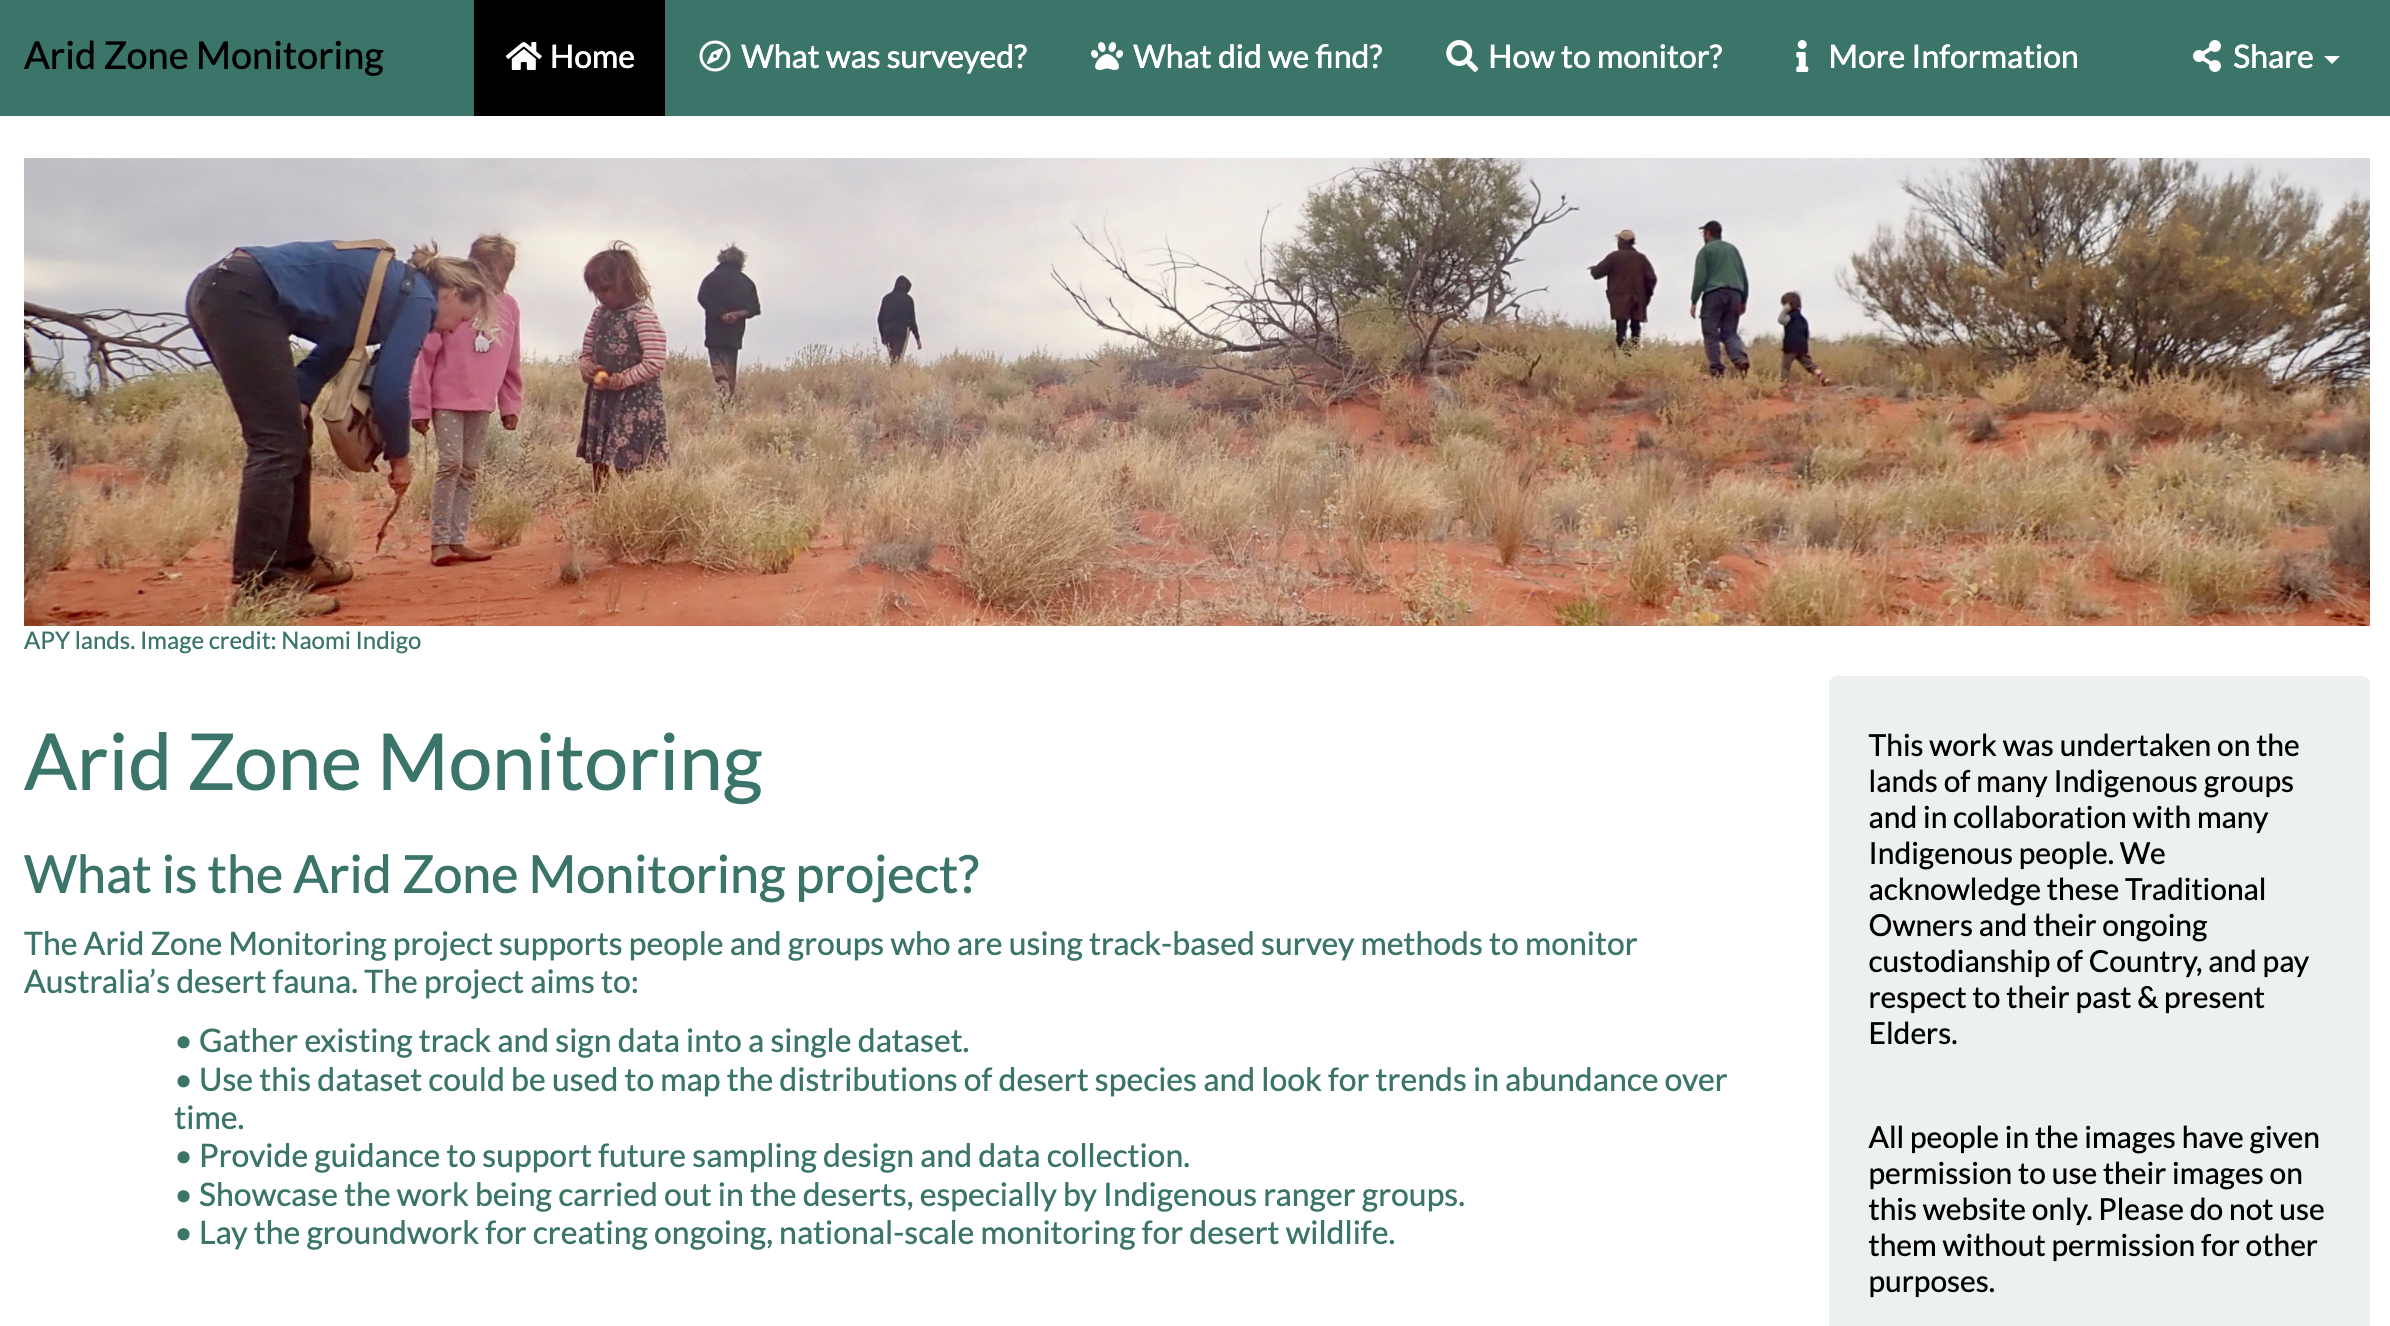 Arid Zone Monitoring
Home
What was surveyed?
What did we find?
How to monitor?
More Information
Share
APY lands. Image credit: Naomi Indigo
Arid Zone Monitoring
What is the Arid Zone Monitoring project?
The Arid Zone Monitoring project supports people and groups who are using track-based survey methods to monitor
Australia’s desert fauna. The project aims to:
• Gather existing track and sign data into a single dataset.
• Use this dataset could be used to map the distributions of desert species and look for trends in abundance over
time.
• Provide guidance to support future sampling design and data collection.
• Showcase the work being carried out in the deserts, especially by Indigenous ranger groups.
• Lay the groundwork for creating ongoing, national-scale monitoring for desert wildlife.
This work was undertaken on the
lands of many Indigenous groups
and in collaboration with many
Indigenous people. We
acknowledge these Traditional
Owners and their ongoing
custodianship of Country, and pay
respect to their past & present
Elders.
All people in the images have given
permission to use their images on
this website only. Please do not use
them without permission for other
purposes.